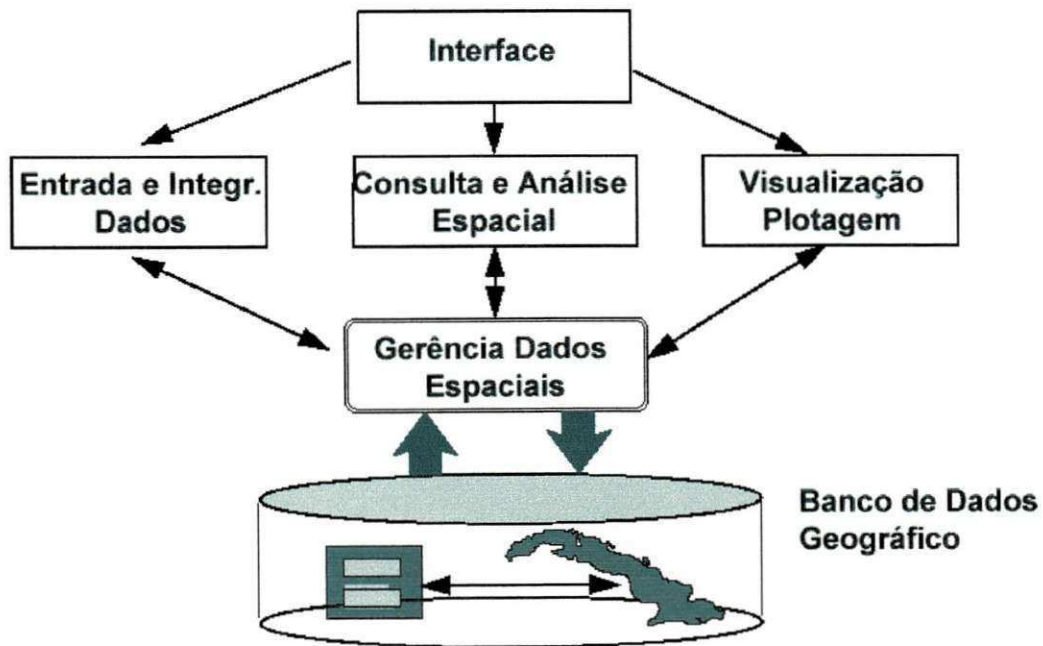 Interface
Entrada e Integr.
Dados
Consulta e Análise
Espacial
Visualização
Plotagem
Gerência Dados
Espaciais
Banco de Dados
Geográfico